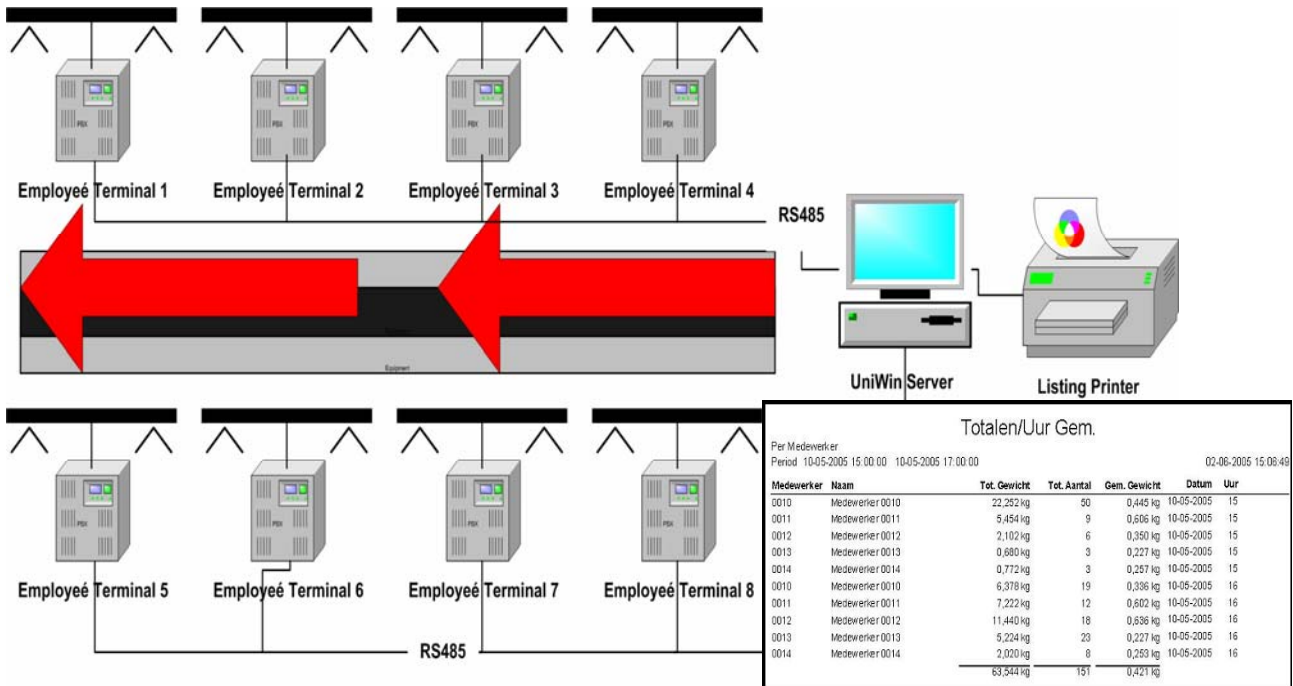 PBX
PBX
PBX
PBX
Employeé Terminal 1
Employeé Terminal 2
Employeé Terminal 3
Employeé Terminal 4
RS485
Equipment
Equipment
UniWin Server
Listing Printer
PBX
PBX
PBX
PBX
Employeé Terminal 5
Employeé Terminal 6
Employeé Terminal 7
Employeé Terminal 8
RS485
Totalen/Uur Gem.
Per Medewerker
Period 10-05-2005 15:00:00 10-05-2005 17:00:00 02-06-2005 15:08:49
Medewerker Naam Tot. Gewicht Tot. Aantal Gem. Gewicht Datum Uur
0010 Medewerker 0010 22,252 kg 50 0,445 kg 10-05-2005 15
0011 Medewerker 0011 5,454 kg 9 0,606 kg 10-05-2005 15
0012 Medewerker 0012 2,102 kg 6 0,350 kg 10-05-2005 15
0013 Medewerker 0013 0,680 kg 3 0,227 kg 10-05-2005 15
0014 Medewerker 0014 0,772 kg 3 0,257 kg 10-05-2005 15
0010 Medewerker 0010 6,378 kg 19 0,336 kg 10-05-2005 16
0011 Medewerker 0011 7,222 kg 12 0,602 kg 10-05-2005 16
0012 Medewerker 0012 11,440 kg 18 0,636 kg 10-05-2005 16
0013 Medewerker 0013 5,224 kg 23 0,227 kg 10-05-2005 16
0014 Medewerker 0014 2,020 kg 8 0,253 kg 10-05-2005 16
63,544 kg 151 0,421 kg